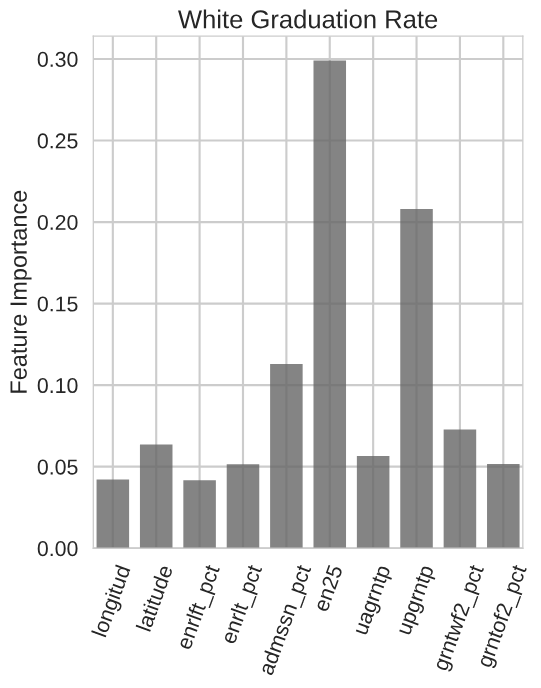 White Graduation Rate
Feature Importance
0.30
0.25
0.20
0.15
0.10
0.05
0.00
longitud
latitude
enrlft_pct
enrlt_pct
admssn_pct
en25
uagrntp
upgrntp
grntwf2_pct
grntof2_pct